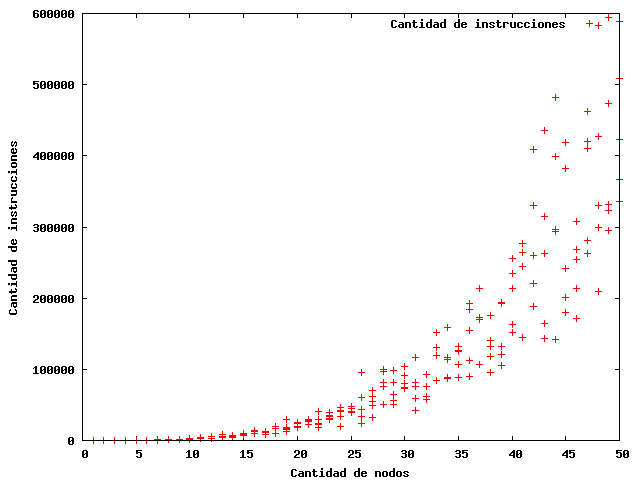 600000
Cantidad de instrucciones
500000
400000
300000
200000
100000
0
Cantidad de instrucciones
0 5 10 15 20 25 30 35 40 45 50
Cantidad de nodos